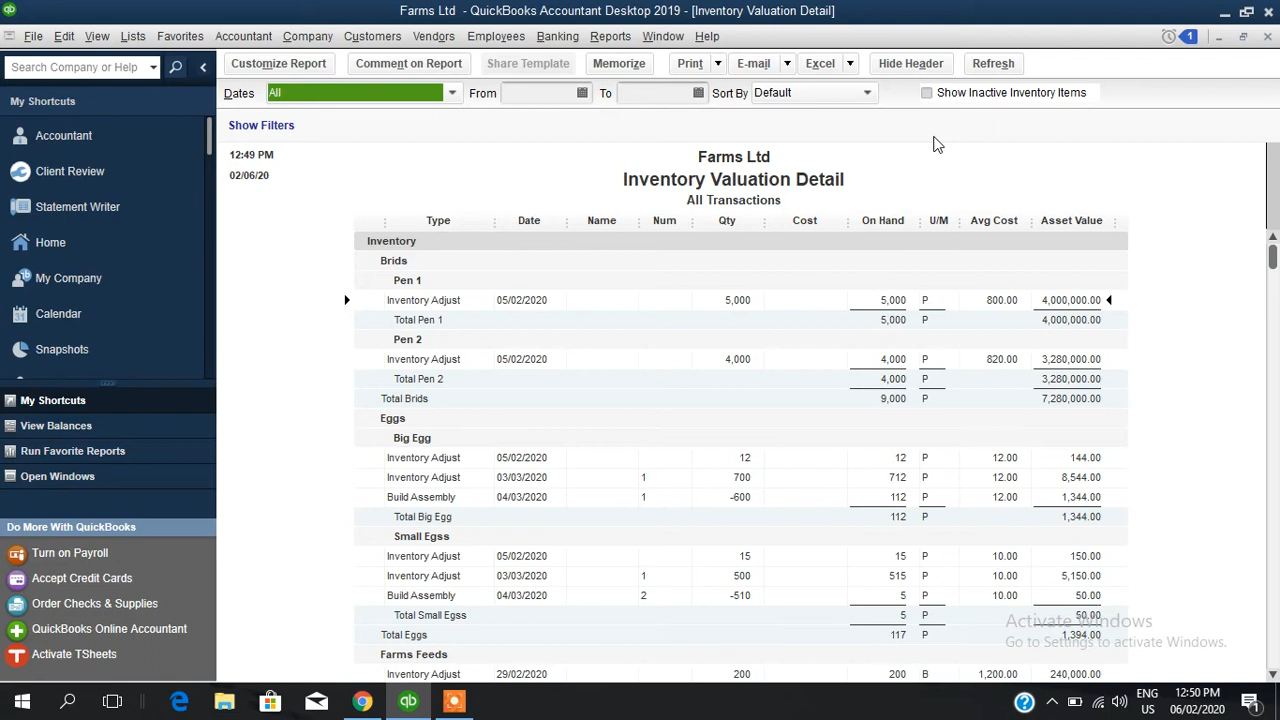 Farms Ltd - QuickBooks Accountant Desktop 2019 - [Inventory Valuation Detail]
File Edit View Lists Favorites Accountant Company Customers Vendors Employees Banking Reports Window Help 1
Search Company or Help
Customize Report Comment on Report Share Template Memorize Print E-mail Excel Hide Header Refresh
Dates All From To Sort By Default Show Inactive Inventory Items
Show Filters
My Shortcuts
Accountant
Client Review
Statement Writer
Home
My Company
Calendar
Snapshots
My Shortcuts
View Balances
Run Favorite Reports
Open Windows
Do More With QuickBooks
Turn on Payroll
Accept Credit Cards
Order Checks & Supplies
QuickBooks Online Accountant
Activate TSheets
12:49 PM
02/06/20
Farms Ltd
Inventory Valuation Detail
All Transactions
Type Date Name Num Qty Cost On Hand U/M Avg Cost Asset Value
Inventory
Brids
Pen 1
Inventory Adjust 05/02/2020 5,000 5,000 P 800.00 4,000,000.00
Total Pen 1 5,000 P 4,000,000.00
Pen 2
Inventory Adjust 05/02/2020 4,000 4,000 P 820.00 3,280,000.00
Total Pen 2 4,000 P 3,280,000.00
Total Brids 9,000 P 7,280,000.00
Eggs
Big Egg
Inventory Adjust 05/02/2020 12 12 P 12.00 144.00
Inventory Adjust 03/03/2020 1 700 712 P 12.00 8,544.00
Build Assembly 04/03/2020 1 -600 112 P 12.00 1,344.00
Total Big Egg 112 P 1,344.00
Small Egss
Inventory Adjust 05/02/2020 15 15 P 10.00 150.00
Inventory Adjust 03/03/2020 1 500 515 P 10.00 5,150.00
Build Assembly 04/03/2020 2 -510 5 P 10.00 50.00
Total Small Egss 5 P 50.00
Total Eggs 117 P 1,394.00
Farms Feeds
Inventory Adjust 29/02/2020 200 200 B 1,200.00 240,000.00
Activate Windows
Go to Settings to activate Windows.
ENG
US
12:50 PM
06/02/2020
1